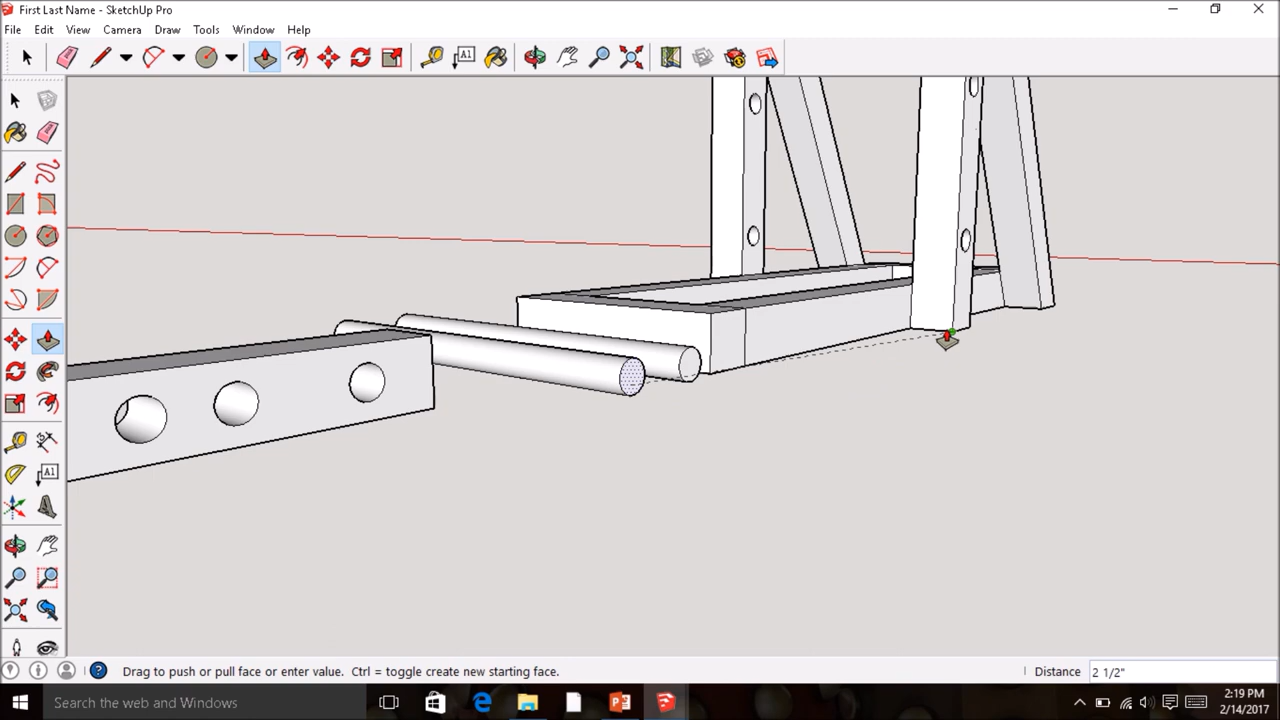 First Last Name - SketchUp Pro
File Edit View Camera Draw Tools Window Help
A1
A1
Drag to push or pull face or enter value. Ctrl = toggle create new starting face.
Distance 2 1/2"
Search the web and Windows
2:19 PM
2/14/2017